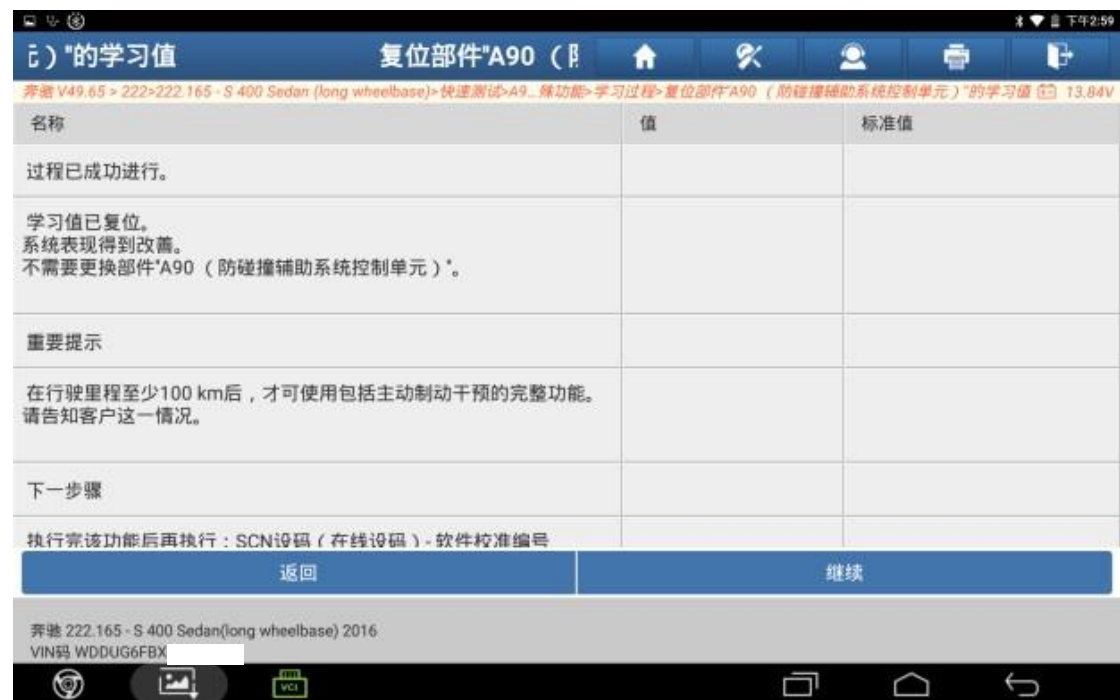 下午2:59
元）"的学习值 复位部件"A90 （防
奔驰 V49.65 > 222>222.165 - S 400 Sedan (long wheelbase)>快速测试>A9...殊功能>学习过程>复位部件"A90 （防碰撞辅助系统控制单元）"的学习值 13.84V
名称 值 标准值
过程已成功进行。
学习值已复位。
系统表现得到改善。
不需要更换部件"A90 （防碰撞辅助系统控制单元）"。
重要提示
在行驶里程至少100 km后，才可使用包括主动制动干预的完整功能。
请告知客户这一情况。
下一步骤
执行完该功能后再执行：SCN设码（在线设码）- 软件校准编号
返回 继续
奔驰 222.165 - S 400 Sedan(long wheelbase) 2016
VIN码 WDDUG6FBX
VCI